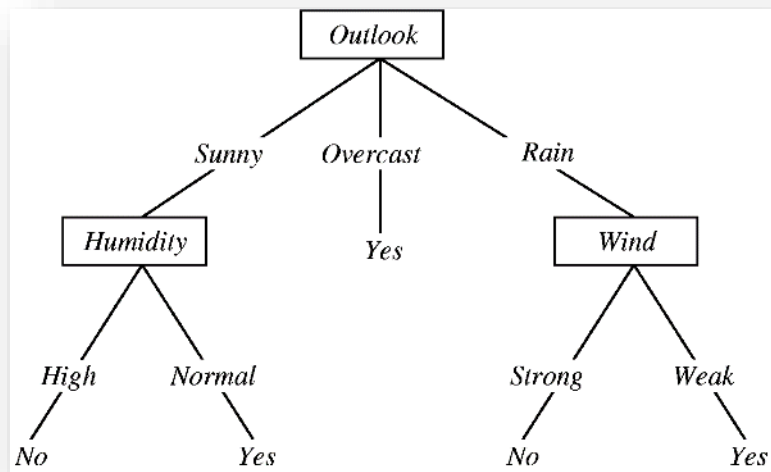 Outlook
Sunny Overcast Rain
Humidity Yes Wind
High Normal Strong Weak
No Yes No Yes